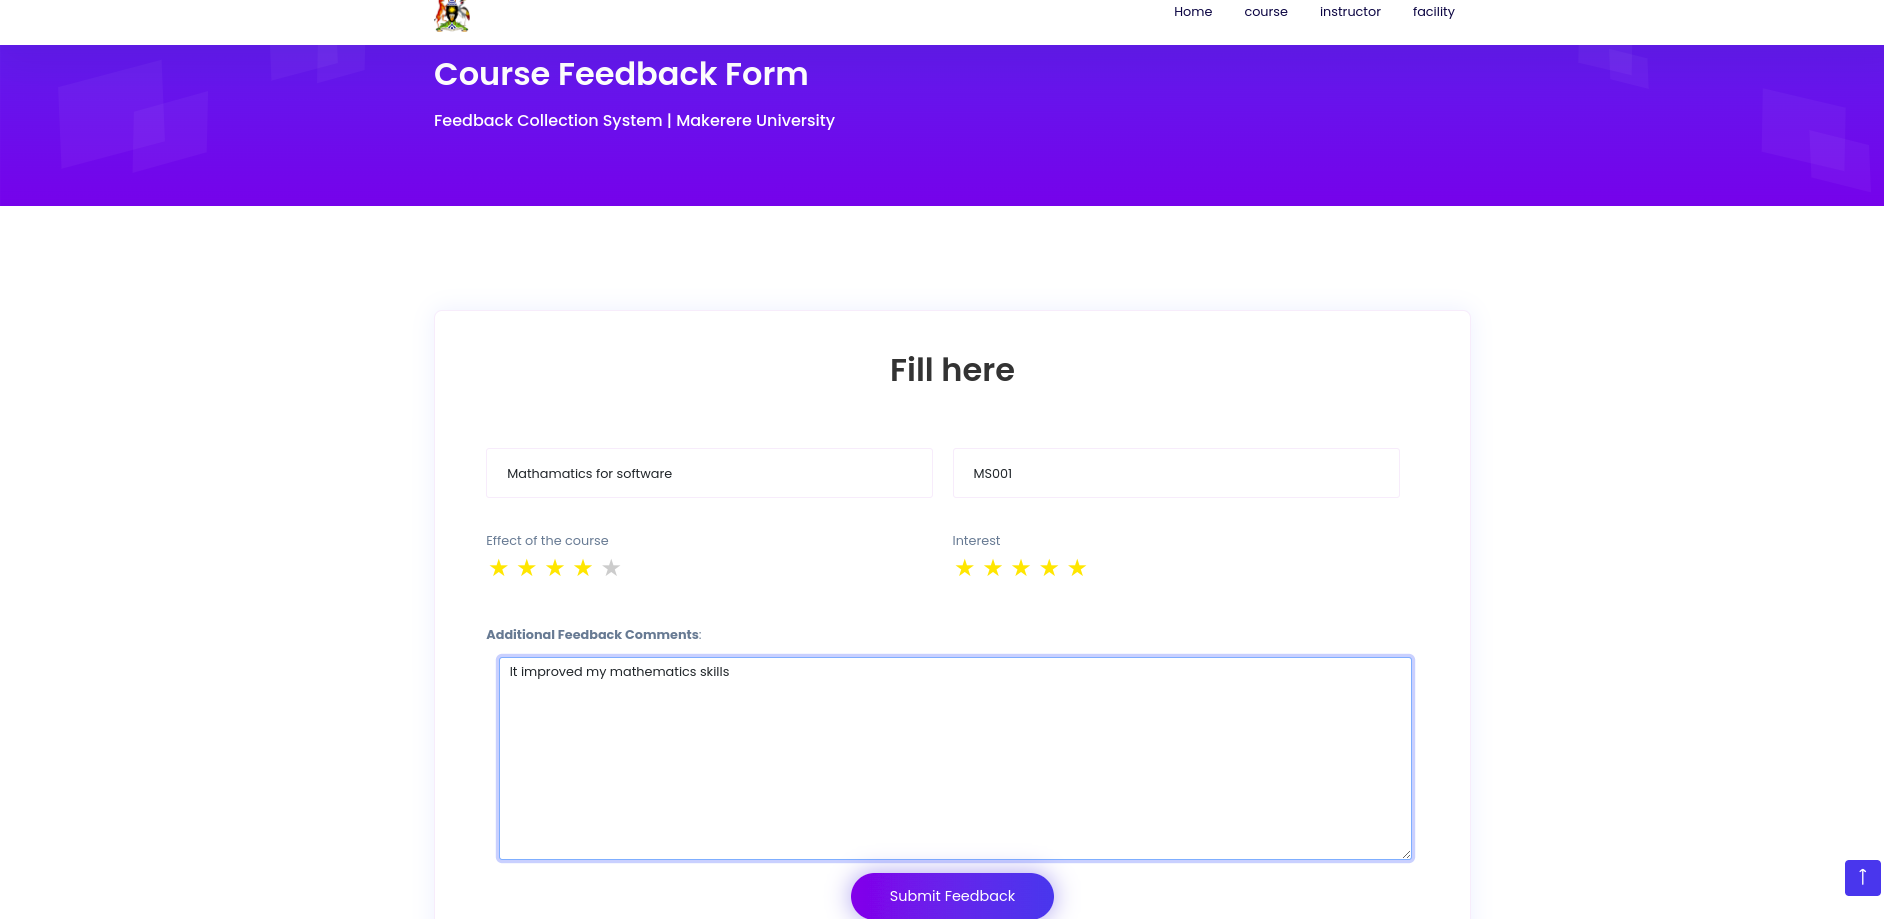 Home course instructor facility
Course Feedback Form
Feedback Collection System | Makerere University
Fill here
Mathamatics for software MS001
Effect of the course Interest
Additional Feedback Comments:
It improved my mathematics skills
Submit Feedback